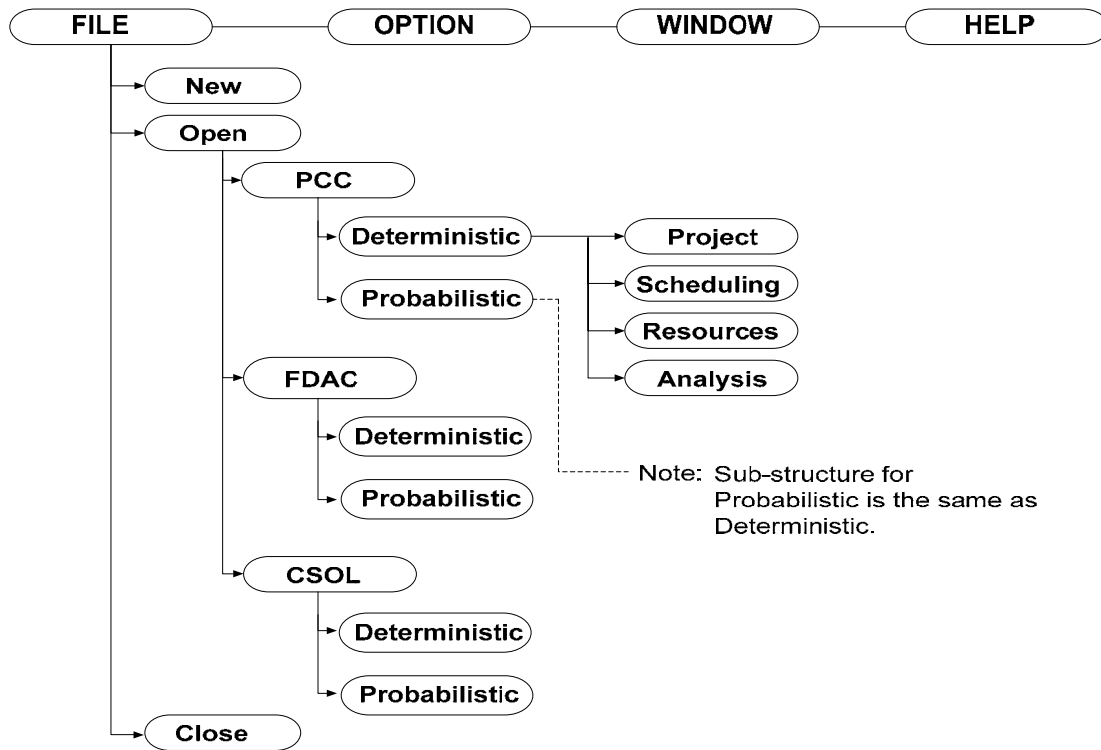 FILE OPTION WINDOW HELP
New
Open
PCC
Deterministic Project
Scheduling
Probabilistic
Resources
FDAC Analysis
Deterministic
Note: Sub-structure for
Probabilistic Probabilistic is the same as
Deterministic.
CSOL
Deterministic
Probabilistic
Close